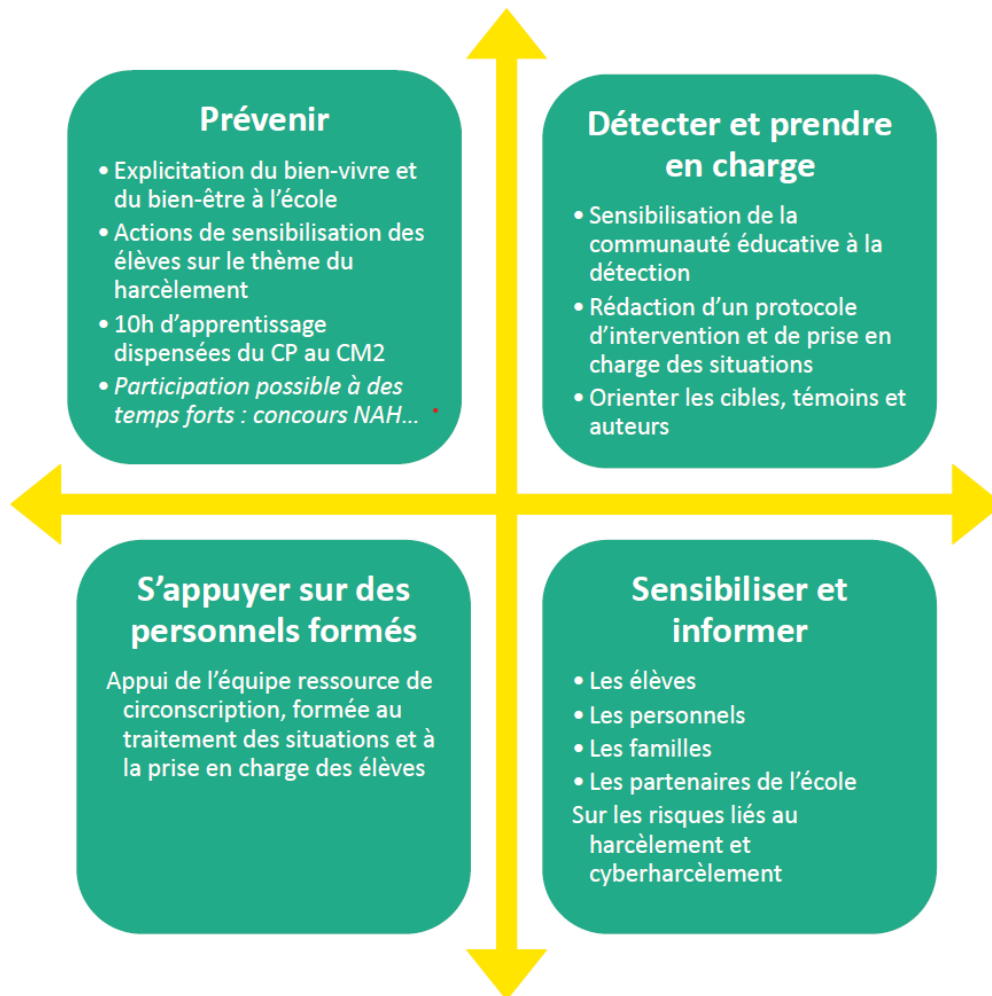 Prévenir
• Explicitation du bien-vivre et
du bien-être à l’école
• Actions de sensibilisation des
élèves sur le thème du
harcèlement
• 10h d’apprentissage
dispensées du CP au CM2
• Participation possible à des
temps forts : concours NAH…
Détecter et prendre
en charge
• Sensibilisation de la
communauté éducative à la
détection
• Rédaction d’un protocole
d’intervention et de prise en
charge des situations
• Orienter les cibles, témoins et
auteurs
S’appuyer sur des
personnels formés
Appui de l’équipe ressource de
circonscription, formée au
traitement des situations et à
la prise en charge des élèves
Sensibiliser et
informer
• Les élèves
• Les personnels
• Les familles
• Les partenaires de l’école
Sur les risques liés au
harcèlement et
cyberharcèlement